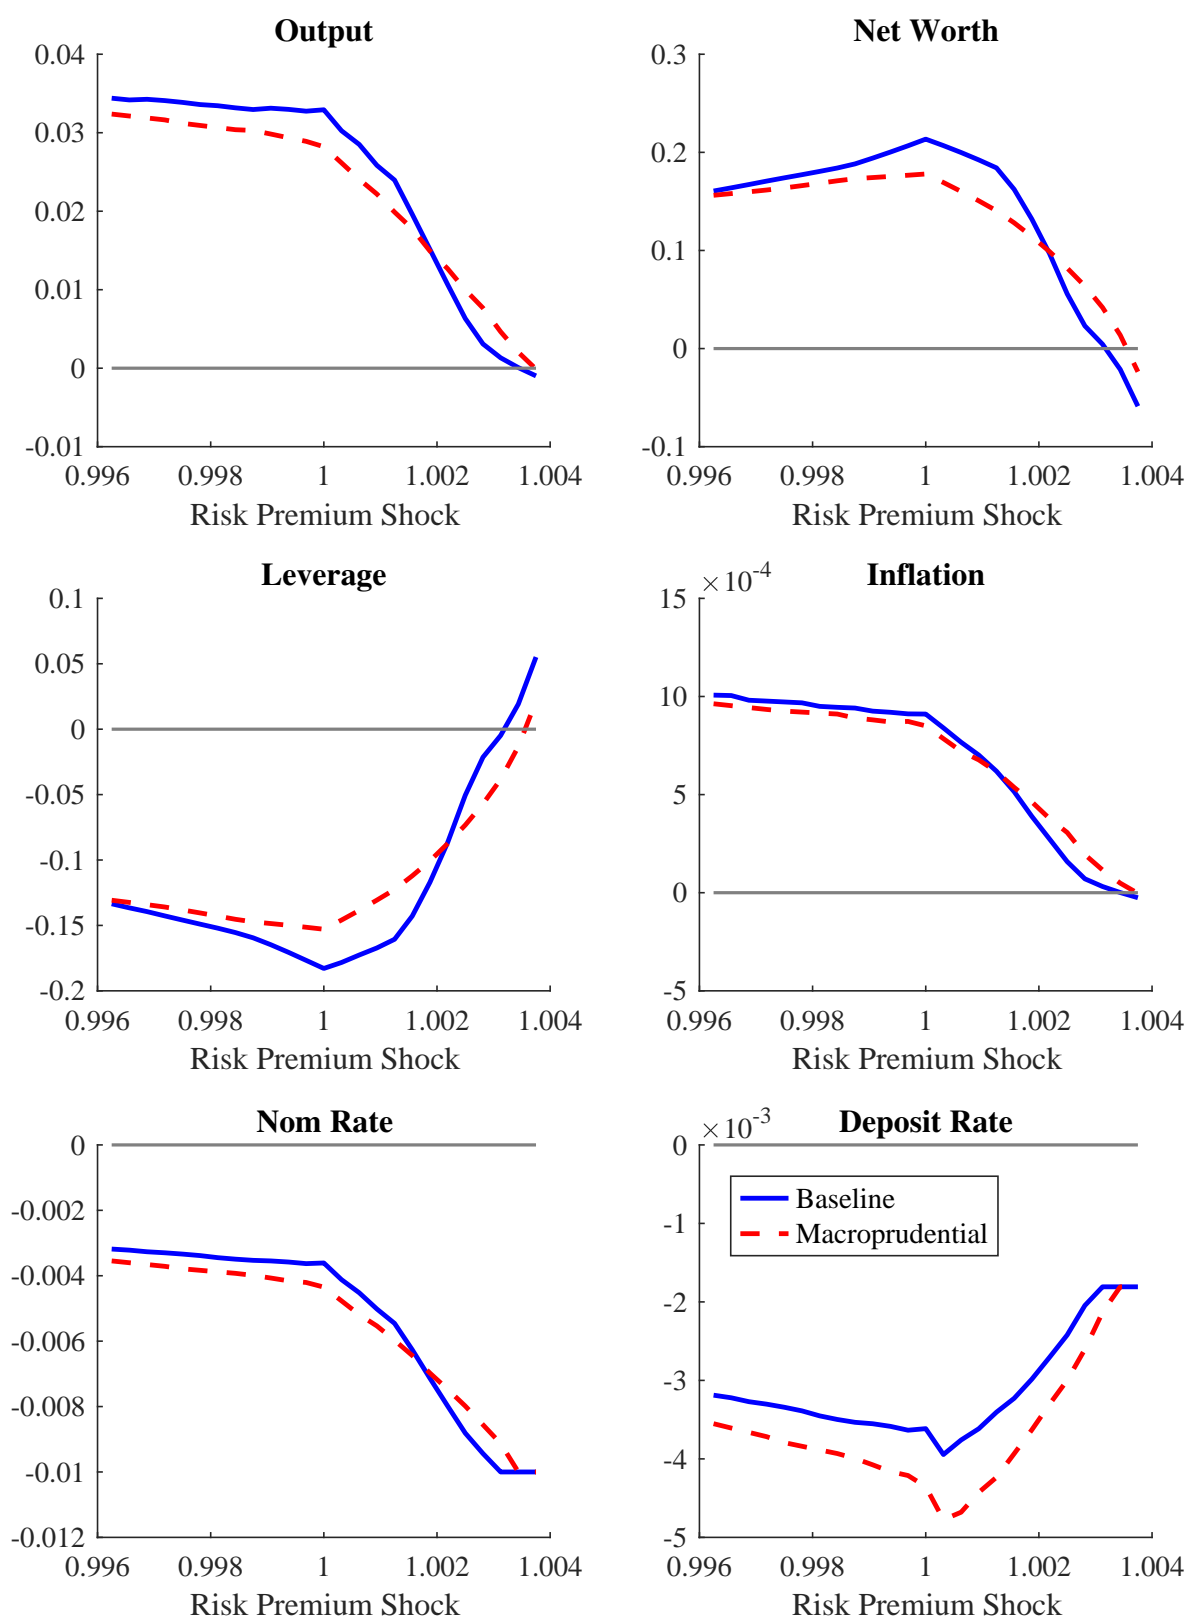 Output
0.04
0.03
0.02
0.01
0
-0.01
0.996 0.998 1 1.002 1.004
Risk Premium Shock
Net Worth
0.3
0.2
0.1
0
-0.1
0.996 0.998 1 1.002 1.004
Risk Premium Shock
Leverage
0.1
0.05
0
-0.05
-0.1
-0.15
-0.2
0.996 0.998 1 1.002 1.004
Risk Premium Shock
Inflation
×10-4
15
10
5
0
-5
0.996 0.998 1 1.002 1.004
Risk Premium Shock
Nom Rate
0
-0.002
-0.004
-0.006
-0.008
-0.01
-0.012
0.996 0.998 1 1.002 1.004
Risk Premium Shock
Deposit Rate
×10-3
0
-1
-2
-3
-4
-5
Baseline
Macroprudential
0.996 0.998 1 1.002 1.004
Risk Premium Shock